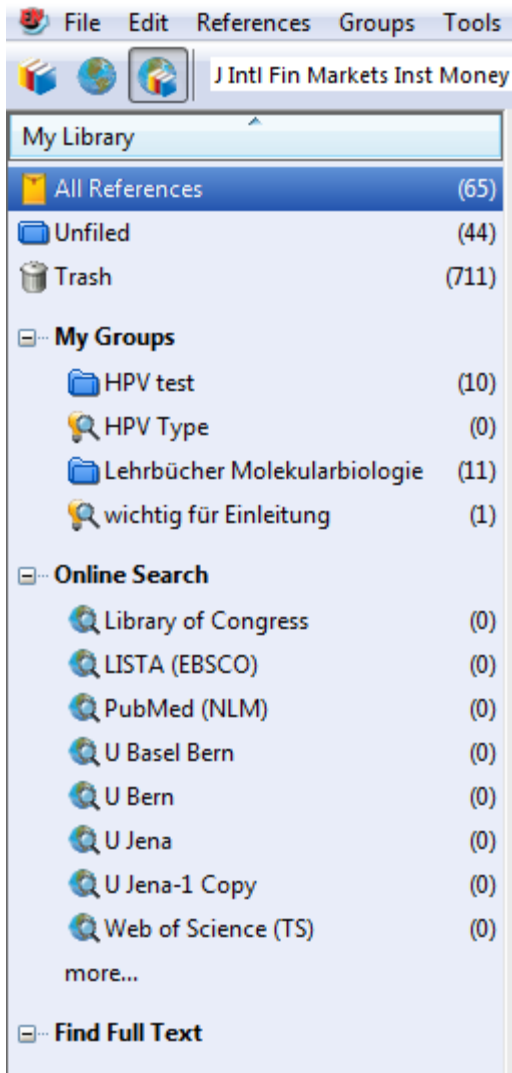 File Edit References Groups Tools
J Intl Fin Markets Inst Money
My Library
All References (65)
Unfiled (44)
Trash (711)
My Groups
HPV test (10)
HPV Type (0)
Lehrbücher Molekularbiologie (11)
wichtig für Einleitung (1)
Online Search
Library of Congress (0)
LISTA (EBSCO) (0)
PubMed (NLM) (0)
U Basel Bern (0)
U Bern (0)
U Jena (0)
U Jena-1 Copy (0)
Web of Science (TS) (0)
more...
Find Full Text